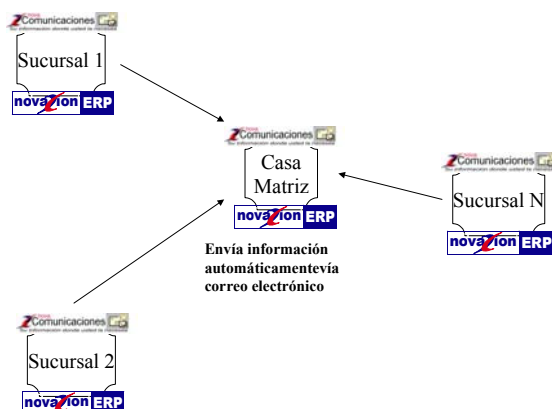 Comunicaciones
Sucursal 1
novazion ERP
Comunicaciones
Casa
Matriz
novazion ERP
Envía información
automáticamentevía
correo electrónico
Comunicaciones
Sucursal N
novazion ERP
Comunicaciones
Sucursal 2
novazion ERP